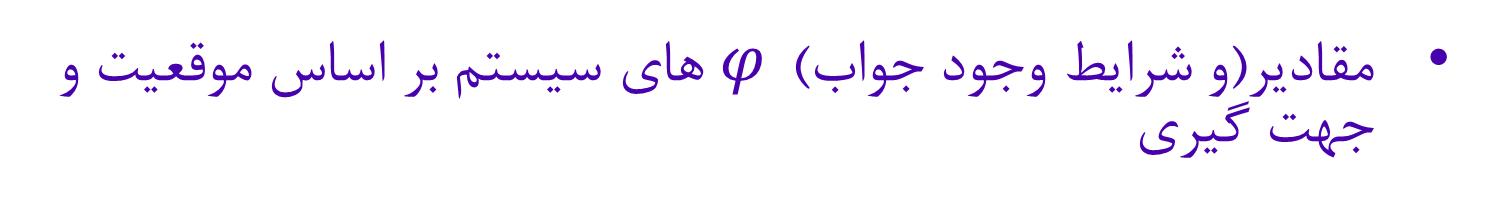 • مقادیر(و شرایط وجود جواب) φ های سیستم بر اساس موقعیت و
جهت گیری